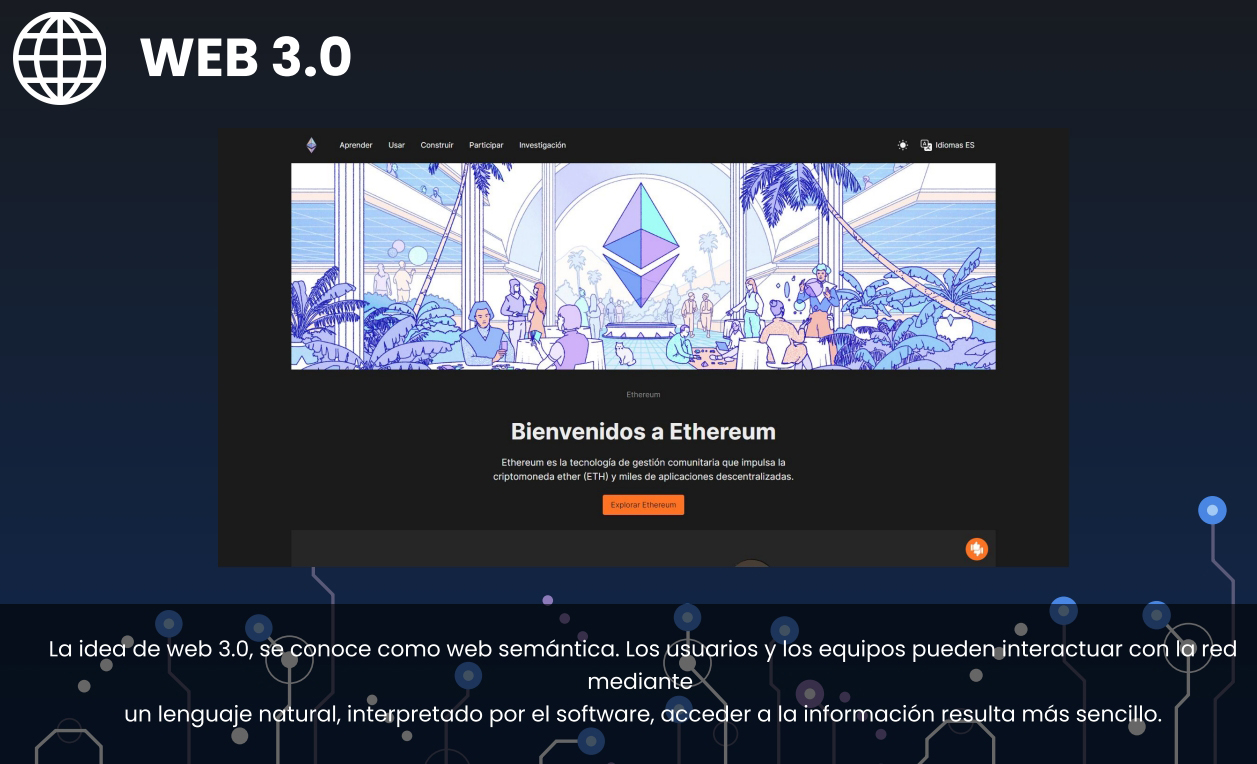 WEB 3.0
Aprender Usar Construir Participar Investigación Idiomas ES
Ethereum
Bienvenidos a Ethereum
Ethereum es la tecnología de gestión comunitaria que impulsa la
criptomoneda ether (ETH) y miles de aplicaciones descentralizadas.
Explorar Ethereum
La idea de web 3.0, se conoce como web semántica. Los usuarios y los equipos pueden interactuar con la red
mediante
un lenguaje natural, interpretado por el software, acceder a la información resulta más sencillo.